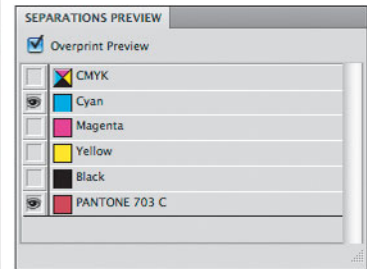 SEPARATIONS PREVIEW
Overprint Preview
CMYK
Cyan
Magenta
Yellow
Black
PANTONE 703 C